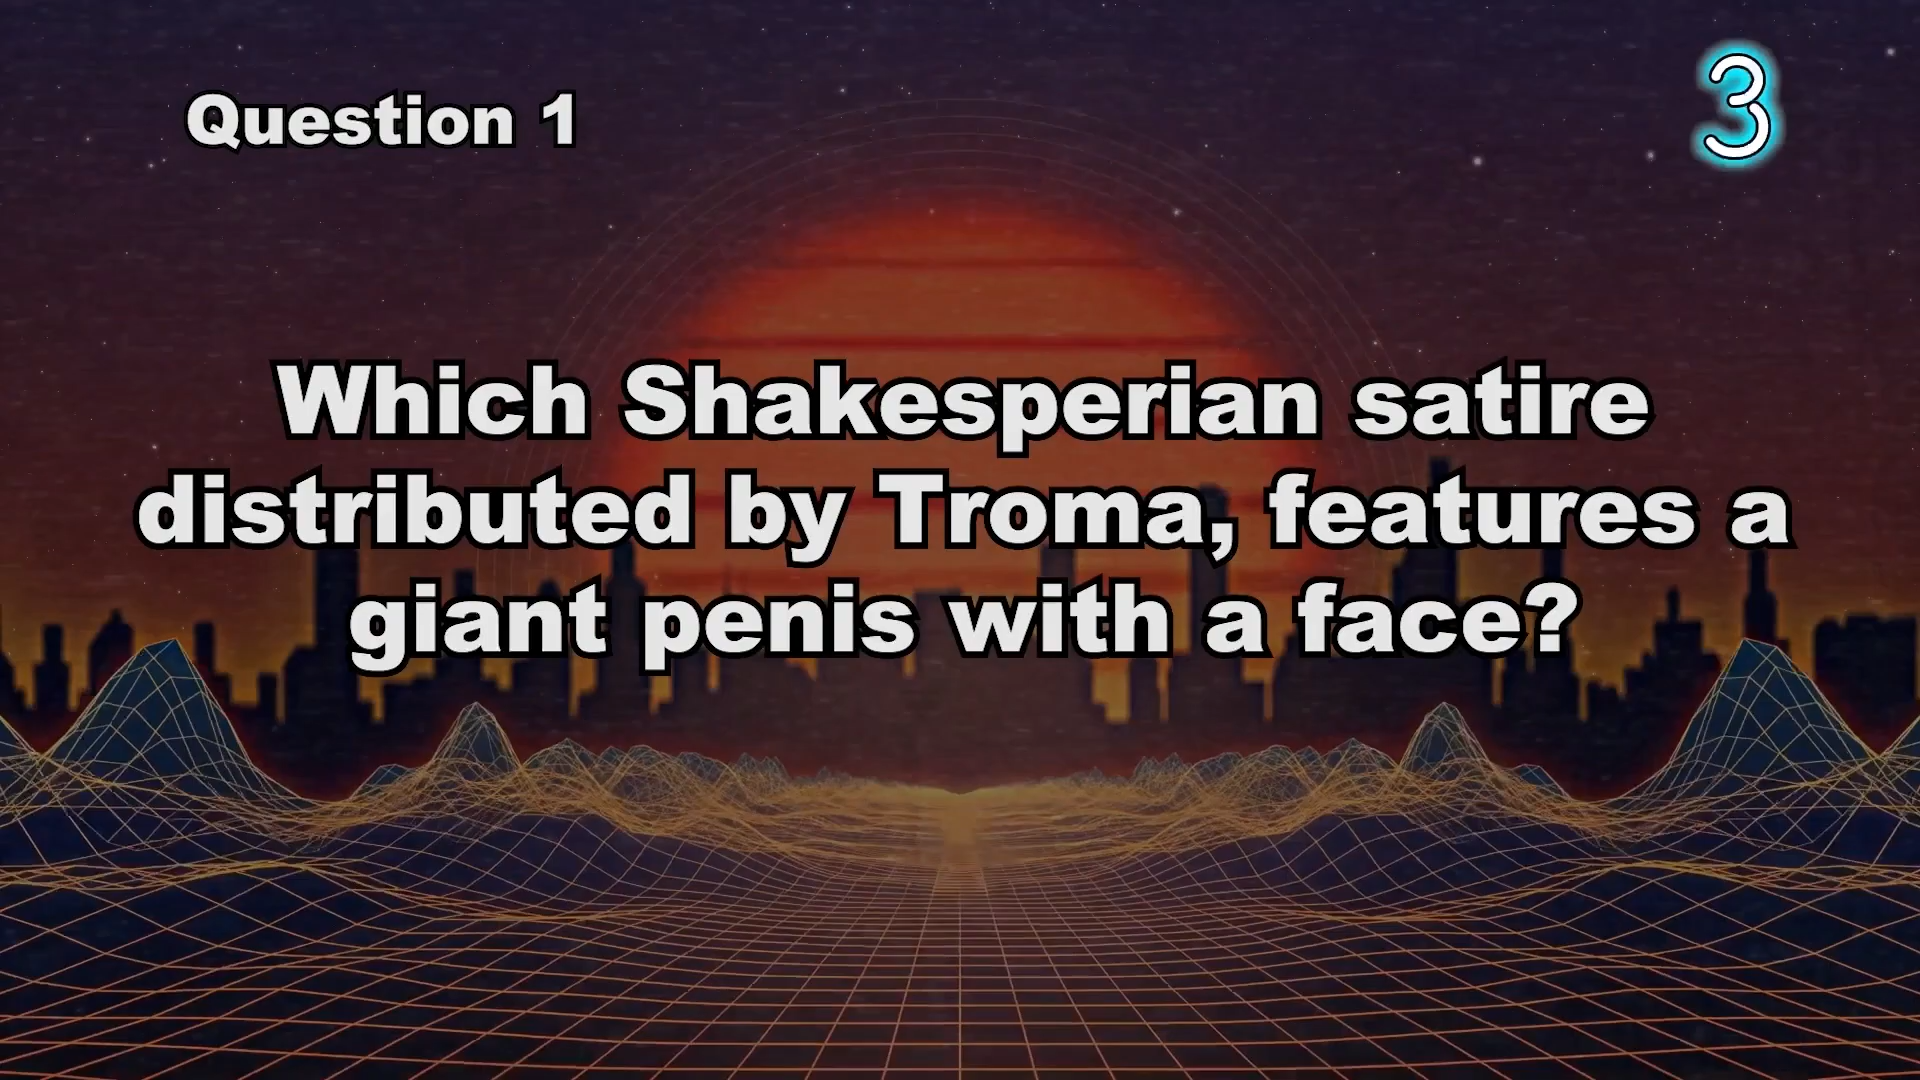 Question 1
3
Which Shakesperian satire
distributed by Troma, features a
giant penis with a face?